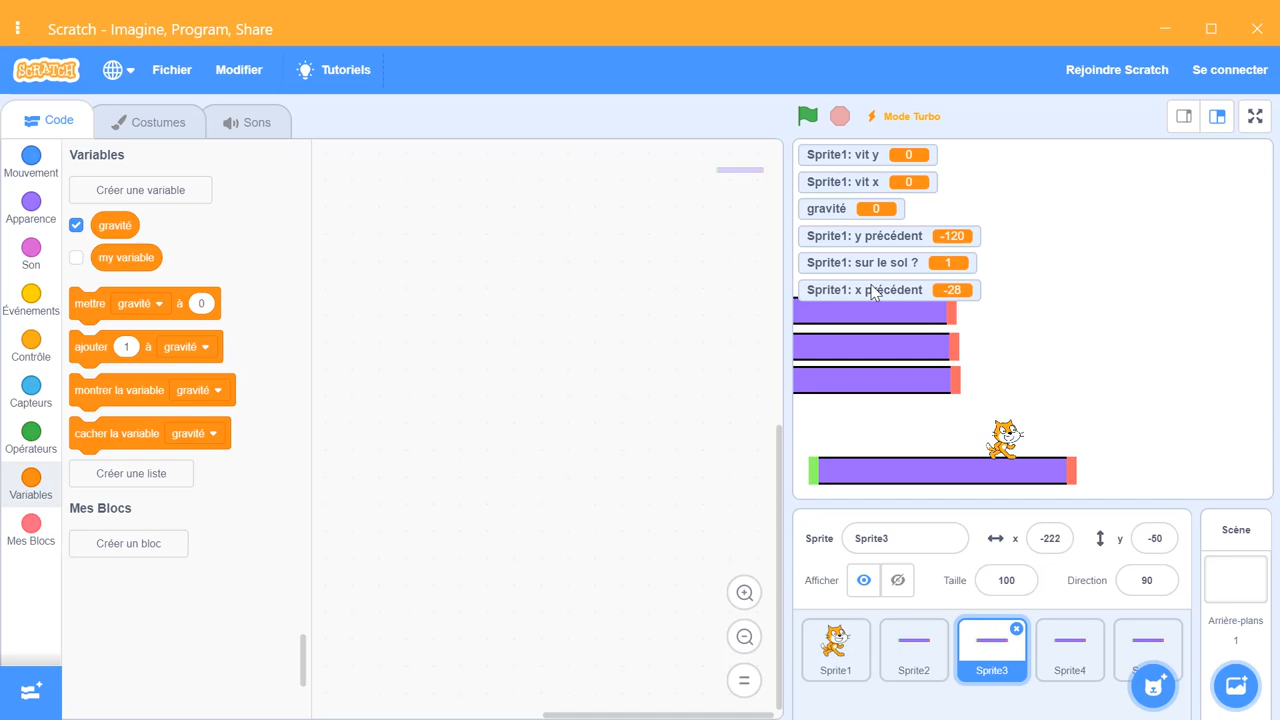 Scratch - Imagine, Program, Share
SCRATCH Fichier Modifier Tutoriels Rejoindre Scratch Se connecter
Code Costumes Sons Mode Turbo
Mouvement
Apparence
Son
Événements
Contrôle
Capteurs
Opérateurs
Variables
Mes Blocs
Variables
Créer une variable
gravité
my variable
mettre gravité à 0
ajouter 1 à gravité
montrer la variable gravité
cacher la variable gravité
Créer une liste
Mes Blocs
Créer un bloc
Sprite1: vit y 0
Sprite1: vit x 0
gravité 0
Sprite1: y précédent -120
Sprite1: sur le sol ? 1
Sprite1: x précédent -28
Sprite Sprite3 x -222 y -50
Afficher Taille 100 Direction 90
Sprite1 Sprite2 Sprite3 Sprite4
Scène
Arrière-plans
1